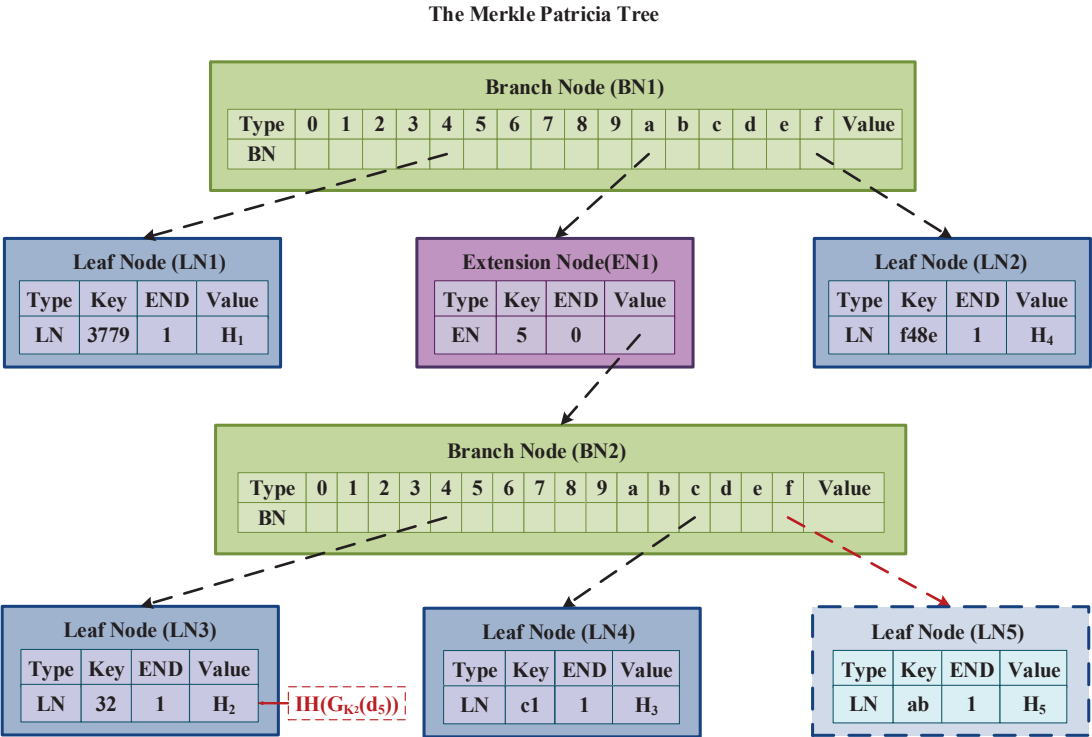 The Merkle Patricia Tree
Branch Node (BN1)
Type 0 1 2 3 4 5 6 7 8 9 a b c d e f Value
BN
Leaf Node (LN1)
Type Key END Value
LN 3779 1 H₁
Extension Node(EN1)
Type Key END Value
EN 5 0
Leaf Node (LN2)
Type Key END Value
LN f48e 1 H₄
Branch Node (BN2)
Type 0 1 2 3 4 5 6 7 8 9 a b c d e f Value
BN
Leaf Node (LN3)
Type Key END Value
LN 32 1 H₂
IH(G_K₂(d₅))
Leaf Node (LN4)
Type Key END Value
LN c1 1 H₃
Leaf Node (LN5)
Type Key END Value
LN ab 1 H₅